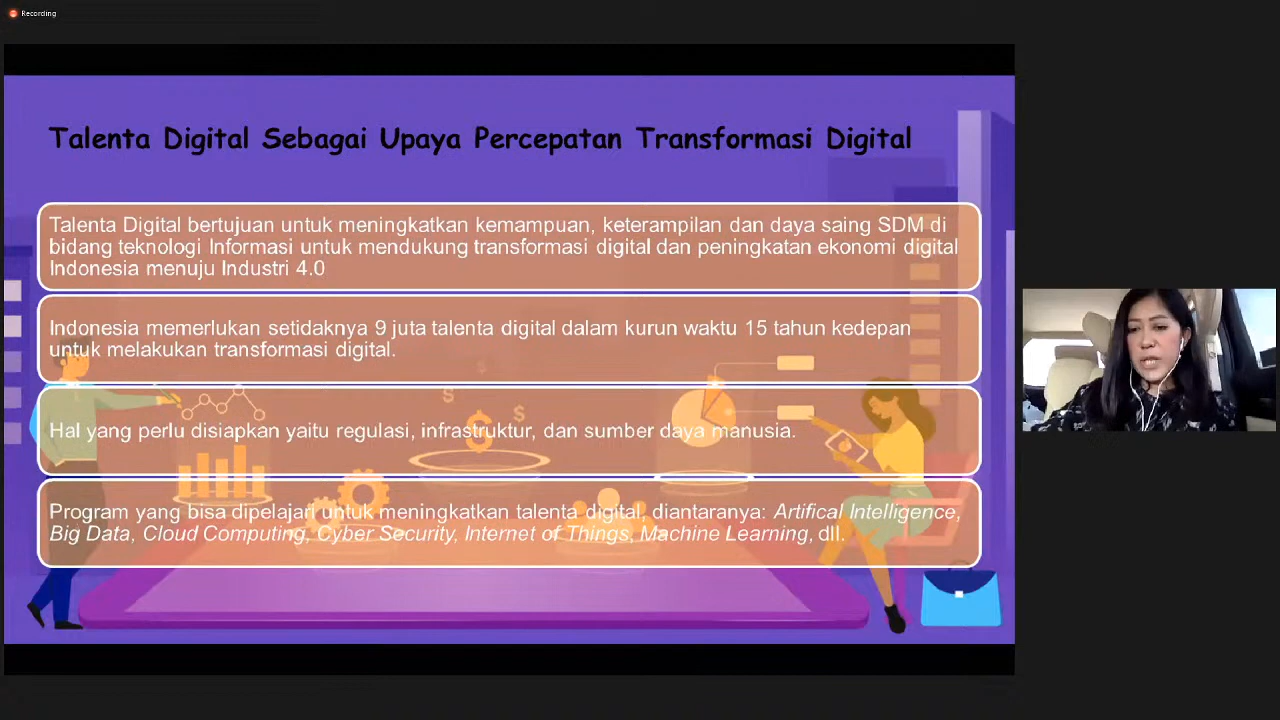 Recording
Talenta Digital Sebagai Upaya Percepatan Transformasi Digital
Talenta Digital bertujuan untuk meningkatkan kemampuan, keterampilan dan daya saing SDM di
bidang teknologi Informasi untuk mendukung transformasi digital dan peningkatan ekonomi digital
Indonesia menuju Industri 4.0
Indonesia memerlukan setidaknya 9 juta talenta digital dalam kurun waktu 15 tahun kedepan
untuk melakukan transformasi digital.
Hal yang perlu disiapkan yaitu regulasi, infrastruktur, dan sumber daya manusia.
Program yang bisa dipelajari untuk meningkatkan talenta digital, diantaranya: Artifical Intelligence,
Big Data, Cloud Computing, Cyber Security, Internet of Things, Machine Learning, dll.